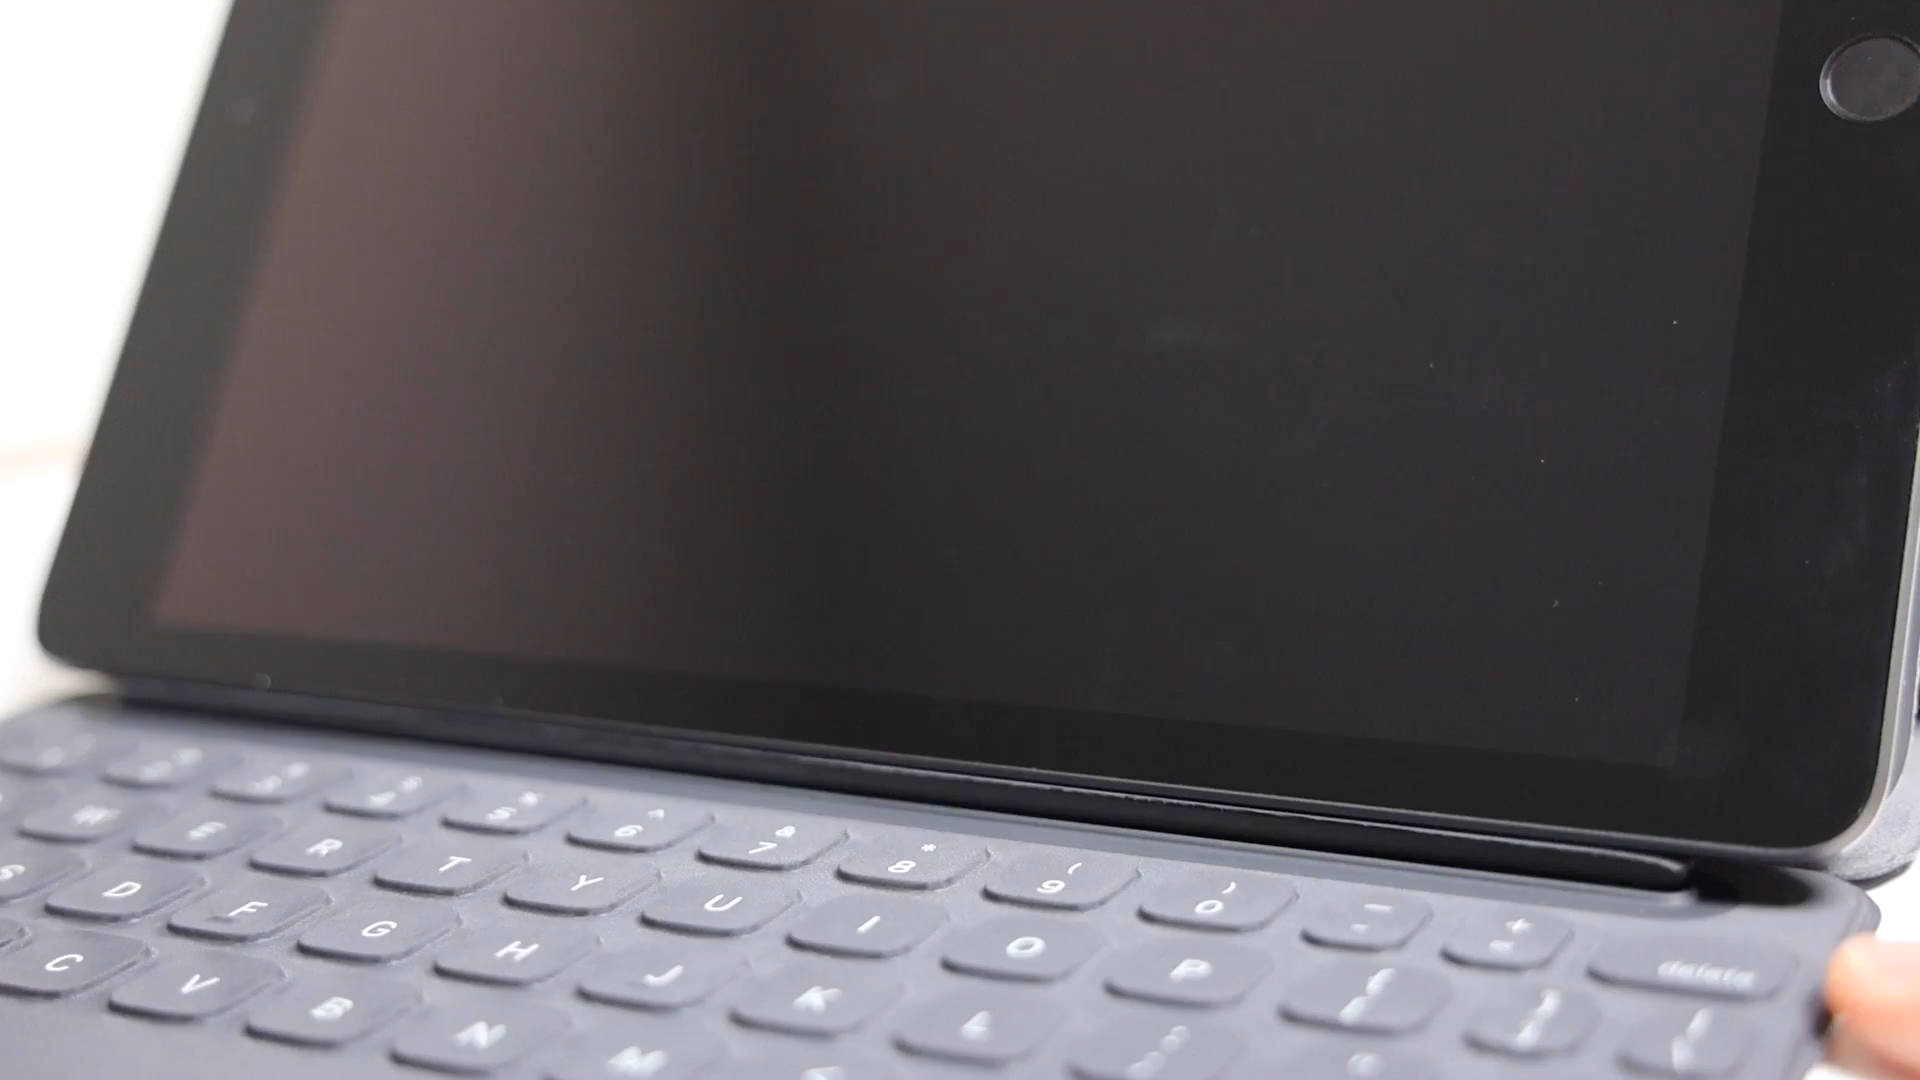 ^ & * ( )
6 7 8 9 0 - =
W E R T Y U I O P
S D F G H J K L
C V B N M
delete